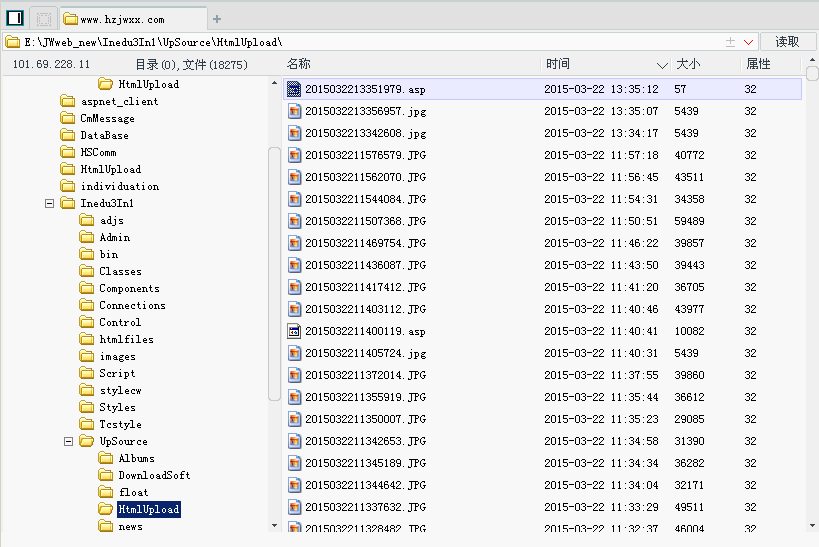 www.hzjwxx.com
E:\JWweb_new\Inedu3In1\UpSource\HtmlUpload\ 读取
101.69.228.11 目录(0),文件(18275) 名称 时间 大小 属性
HtmlUpload
aspnet_client
CmMessage
DataBase
HSComm
HtmlUpload
individuation
Inedu3In1
adjs
Admin
bin
Classes
Components
Connections
Control
htmlfiles
images
Script
stylecw
Styles
Tcstyle
UpSource
Albums
DownloadSoft
float
HtmlUpload
news
2015032213351979.asp 2015-03-22 13:35:12 57 32
2015032213356957.jpg 2015-03-22 13:35:07 5439 32
2015032213342608.jpg 2015-03-22 13:34:17 5439 32
2015032211576579.JPG 2015-03-22 11:57:18 40772 32
2015032211562070.JPG 2015-03-22 11:56:45 43511 32
2015032211544084.JPG 2015-03-22 11:54:31 34358 32
2015032211507368.JPG 2015-03-22 11:50:51 59489 32
2015032211469754.JPG 2015-03-22 11:46:22 39857 32
2015032211436087.JPG 2015-03-22 11:43:50 39443 32
2015032211417412.JPG 2015-03-22 11:41:20 36705 32
2015032211403112.JPG 2015-03-22 11:40:46 43977 32
2015032211400119.asp 2015-03-22 11:40:41 10082 32
2015032211405724.jpg 2015-03-22 11:40:31 5439 32
2015032211372014.JPG 2015-03-22 11:37:55 39860 32
2015032211355919.JPG 2015-03-22 11:35:44 36612 32
2015032211350007.JPG 2015-03-22 11:35:23 29085 32
2015032211342653.JPG 2015-03-22 11:34:58 31390 32
2015032211345189.JPG 2015-03-22 11:34:34 36282 32
2015032211344642.JPG 2015-03-22 11:34:04 32171 32
2015032211337632.JPG 2015-03-22 11:33:29 49511 32
2015032211328482.JPG 2015-03-22 11:32:37 46004 32